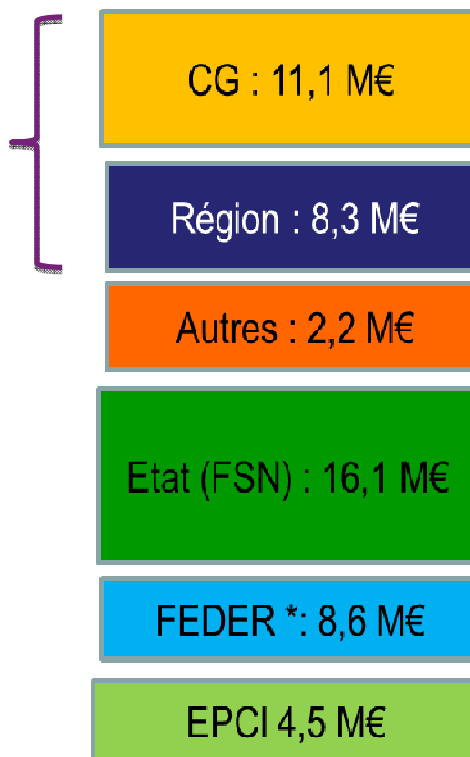 CG : 11,1 M€
Région : 8,3 M€
Autres : 2,2 M€
Etat (FSN) : 16,1 M€
FEDER *: 8,6 M€
EPCI 4,5 M€